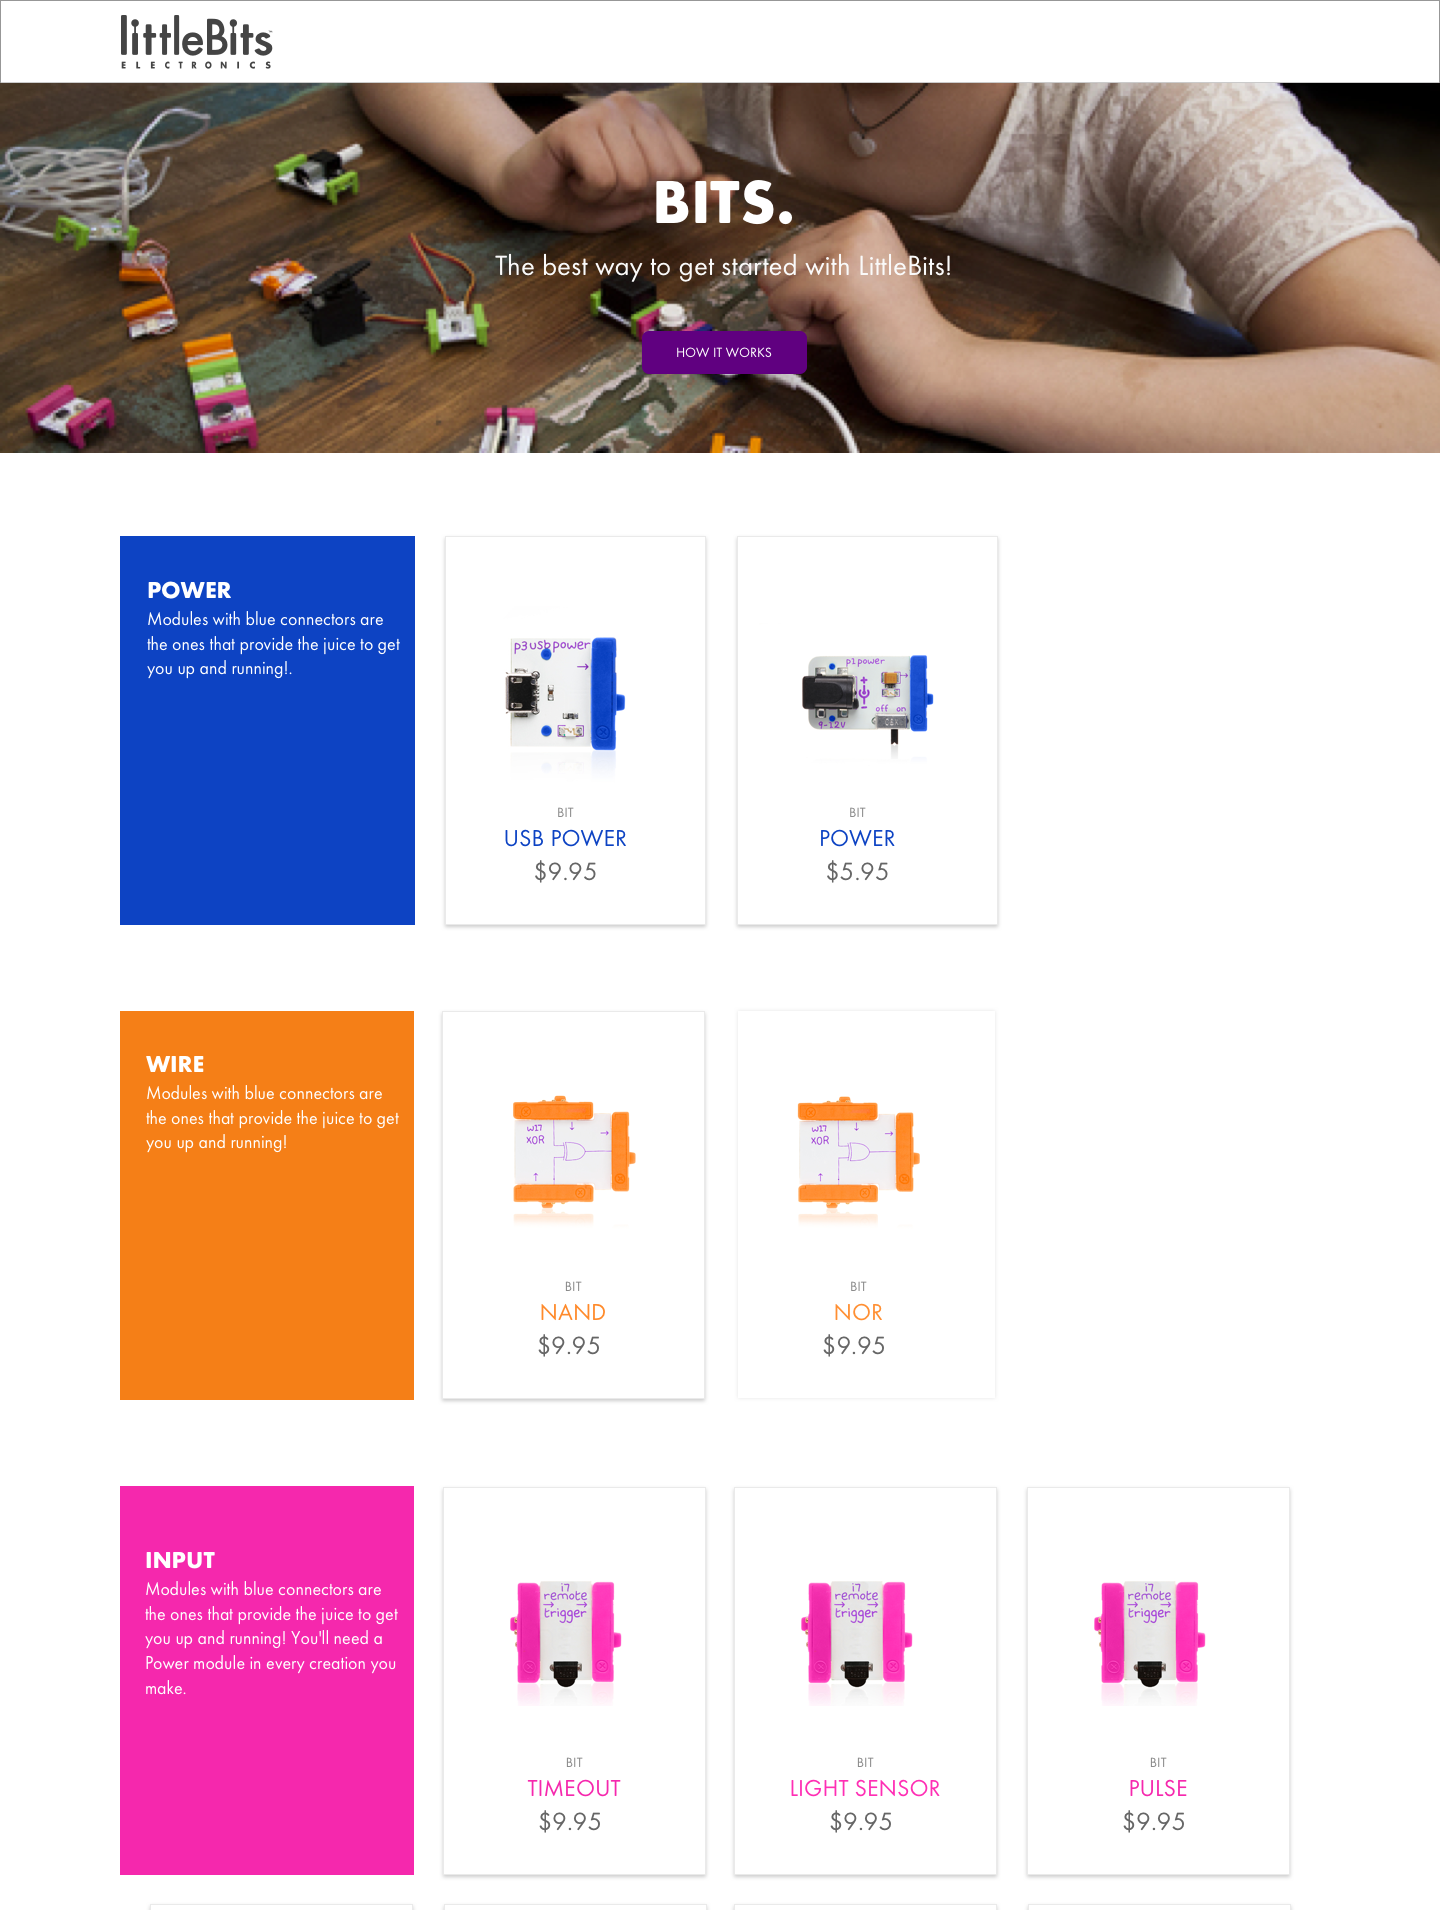 littleBits
ELECTRONICS
BITS.
The best way to get started with LittleBits!
HOW IT WORKS
POWER
Modules with blue connectors are
the ones that provide the juice to get
you up and running!.
p3 usb power
BIT
USB POWER
$9.95
p1 power
off on
9-12V
BIT
POWER
$5.95
WIRE
Modules with blue connectors are
the ones that provide the juice to get
you up and running!
w17
XOR
BIT
NAND
$9.95
w17
XOR
BIT
NOR
$9.95
INPUT
Modules with blue connectors are
the ones that provide the juice to get
you up and running! You'll need a
Power module in every creation you
make.
i7
remote
trigger
BIT
TIMEOUT
$9.95
i7
remote
trigger
BIT
LIGHT SENSOR
$9.95
i7
remote
trigger
BIT
PULSE
$9.95